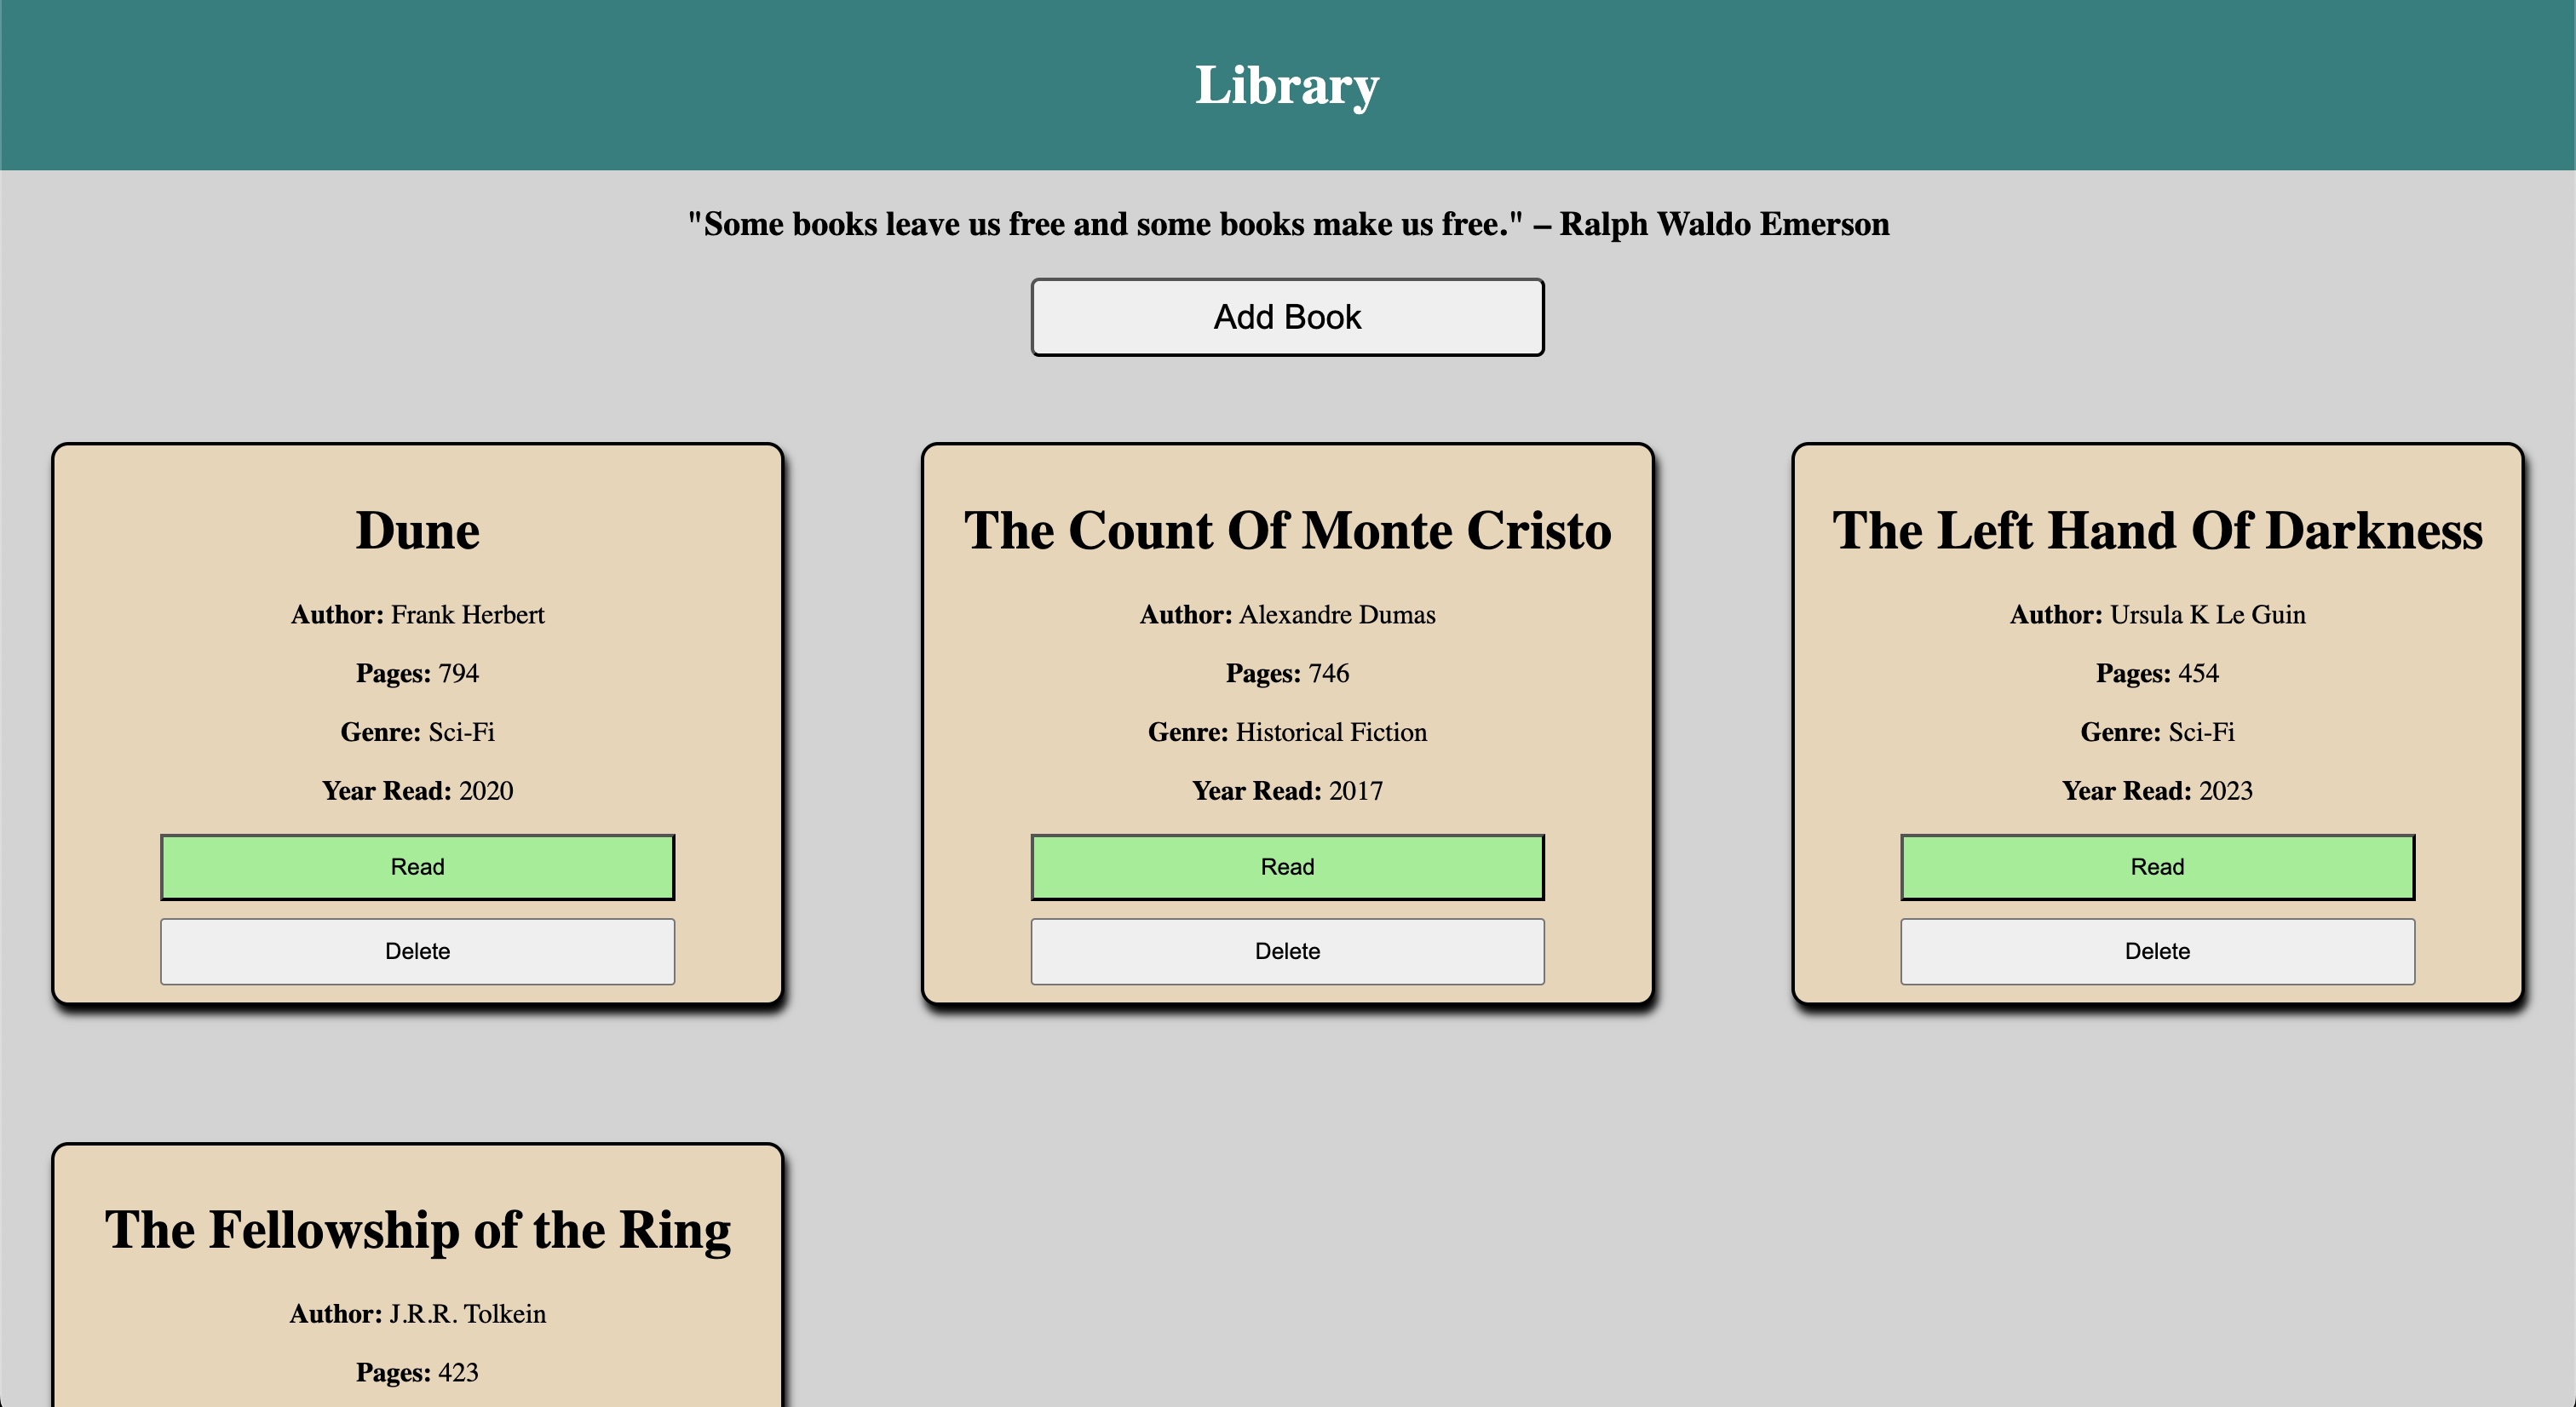 Library
"Some books leave us free and some books make us free." – Ralph Waldo Emerson
Add Book
Dune
Author: Frank Herbert
Pages: 794
Genre: Sci-Fi
Year Read: 2020
Read
Delete
The Count Of Monte Cristo
Author: Alexandre Dumas
Pages: 746
Genre: Historical Fiction
Year Read: 2017
Read
Delete
The Left Hand Of Darkness
Author: Ursula K Le Guin
Pages: 454
Genre: Sci-Fi
Year Read: 2023
Read
Delete
The Fellowship of the Ring
Author: J.R.R. Tolkein
Pages: 423